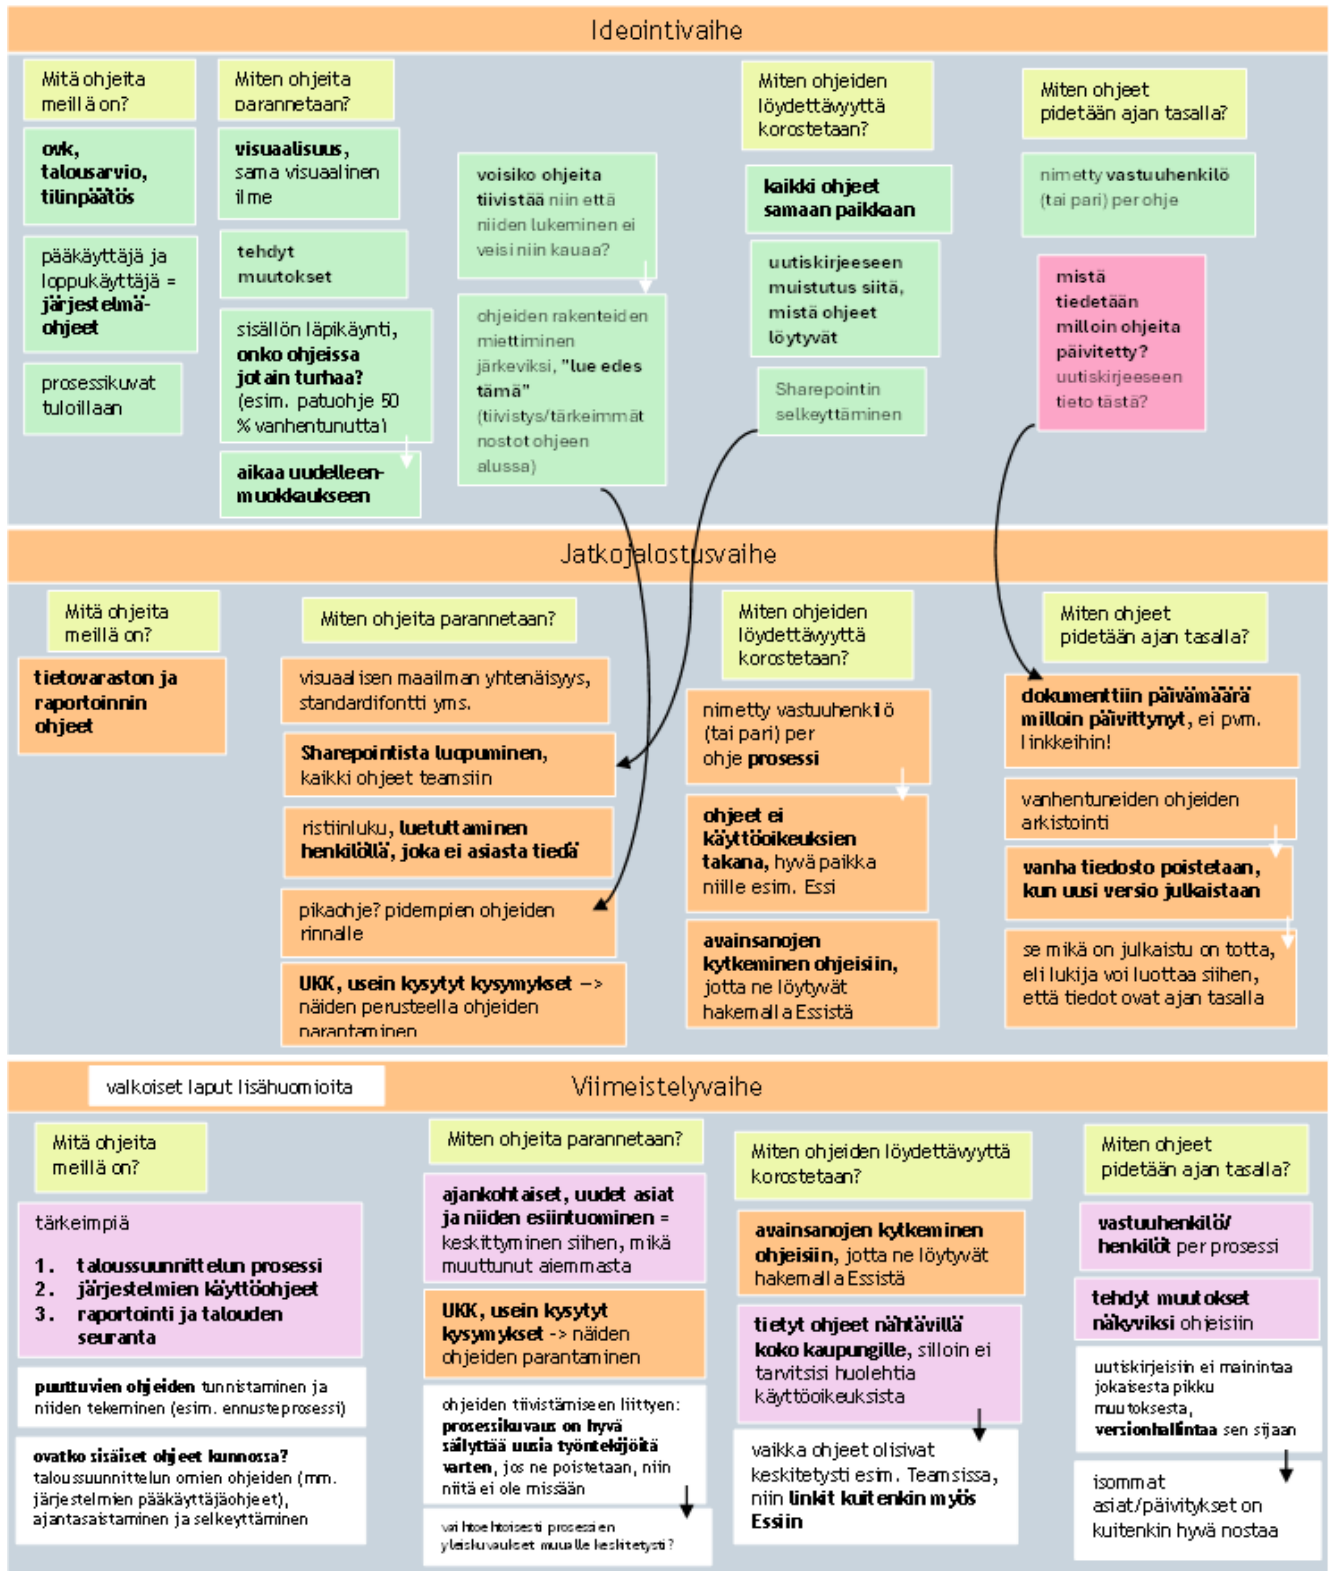 Ideointivaihe
Mitä ohjeita
meillä on?
ovk,
talousarvio,
tilinpäätös
pääkäyttäjä ja
loppukäyttäjä =
järjestelmä-
ohjeet
prosessikuvat
tuloillaan
Miten ohjeita
parannetaan?
visuaalisuus,
sama visuaalinen
ilme
tehdyt
muutokset
sisällön läpikäynti,
onko ohjeissa
jotain turhaa?
(esim. patuohje 50
% vanhentunutta)
aikaa uudelleen-
muokkaukseen
voisiko ohjeita
tiivistää niin että
niiden lukeminen ei
veisi niin kauaa?
ohjeiden rakenteiden
miettiminen
järkeviksi, "lue edes
tämä"
(tiivistys/tärkeimmät
nostot ohjeen
alussa)
Miten ohjeiden
löydettävyyttä
korostetaan?
kaikki ohjeet
samaan paikkaan
uutiskirjeeseen
muistutus siitä,
mistä ohjeet
löytyvät
Sharepointin
selkeyttäminen
Miten ohjeet
pidetään ajan tasalla?
nimetty vastuuhenkilö
(tai pari) per ohje
mistä
tiedetään
milloin ohjeita
päivitetty?
uutiskirjeeseen
tieto tästä?
Jatkojalostusvaihe
Mitä ohjeita
meillä on?
tietovaraston ja
raportoinnin
ohjeet
Miten ohjeita parannetaan?
visuaalisen maailman yhtenäisyys,
standardifontti yms.
Sharepointista luopuminen,
kaikki ohjeet teamsiin
ristiinluku, luetuttaminen
henkilöllä, joka ei asiasta tiedä
pikaohje? pidempien ohjeiden
rinnalle
UKK, usein kysytyt kysymykset –>
näiden perusteella ohjeiden
parantaminen
Miten ohjeiden
löydettävyyttä
korostetaan?
nimetty vastuuhenkilö
(tai pari) per
ohje prosessi
ohjeet ei
käyttöoikeuksien
takana, hyvä paikka
niille esim. Essi
avainsanojen
kytkeminen ohjeisiin,
jotta ne löytyvät
hakemalla Essistä
Miten ohjeet
pidetään ajan tasalla?
dokumenttiin päivämäärä
milloin päivittynyt, ei pvm.
linkkeihin!
vanhentuneiden ohjeiden
arkistointi
vanha tiedosto poistetaan,
kun uusi versio julkaistaan
se mikä on julkaistu on totta,
eli lukija voi luottaa siihen,
että tiedot ovat ajan tasalla
valkoiset laput lisähuomioita
Viimeistelyvaihe
Mitä ohjeita
meillä on?
tärkeimpiä
1. taloussuunnittelun prosessi
2. järjestelmien käyttöohjeet
3. raportointi ja talouden
seuranta
puuttuvien ohjeiden tunnistaminen ja
niiden tekeminen (esim. ennusteprosessi)
ovatko sisäiset ohjeet kunnossa?
taloussuunnittelun omien ohjeiden (mm.
järjestelmien pääkäyttäjäohjeet),
ajantasaistaminen ja selkeyttäminen
Miten ohjeita parannetaan?
ajankohtaiset, uudet asiat
ja niiden esiintuominen =
keskittyminen siihen, mikä
muuttunut aiemmasta
UKK, usein kysytyt
kysymykset -> näiden
ohjeiden parantaminen
ohjeiden tiivistämiseen liittyen:
prosessikuvaus on hyvä
säilyttää uusia työntekijöitä
varten, jos ne poistetaan, niin
niitä ei ole missään
vaihtoehtoisesti prosessien
yleiskuvaukset muualle keskitetysti?
Miten ohjeiden löydettävyyttä
korostetaan?
avainsanojen kytkeminen
ohjeisiin, jotta ne löytyvät
hakemalla Essistä
tietyt ohjeet nähtävillä
koko kaupungille, silloin ei
tarvitsisi huolehtia
käyttöoikeuksista
vaikka ohjeet olisivat
keskitetysti esim. Teamsissa,
niin linkit kuitenkin myös
Essiin
Miten ohjeet
pidetään ajan tasalla?
vastuuhenkilö/
henkilöt per prosessi
tehdyt muutokset
näkyviksi ohjeisiin
uutiskirjeisiin ei mainintaa
jokaisesta pikku
muutoksesta,
versionhallintaa sen sijaan
isommat
asiat/päivitykset on
kuitenkin hyvä nostaa